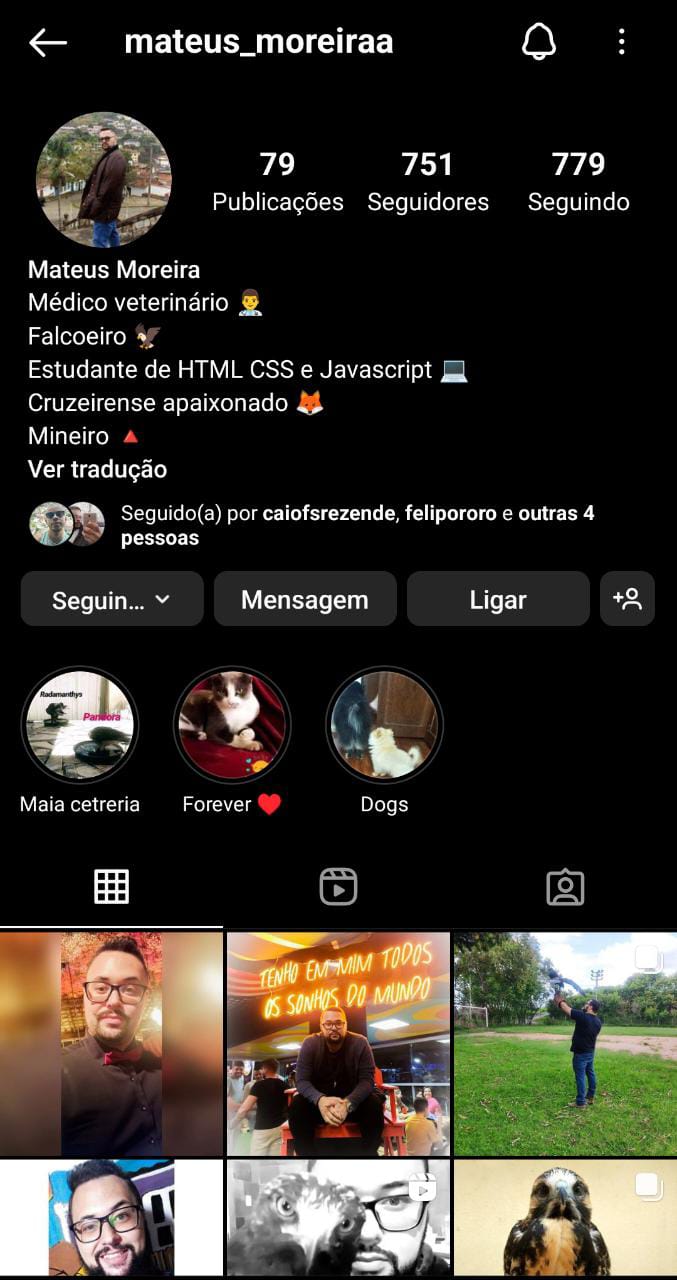 mateus_moreiraa
79
751
779
Publicações
Seguidores
Seguindo
Mateus Moreira
Médico veterinário 👨‍⚕️
Falcoeiro 🦅
Estudante de HTML CSS e Javascript 💻
Cruzeirense apaixonado 🦊
Mineiro 🔺
Ver tradução
Seguido(a) por caiofsrezende, felipororo e outras 4
pessoas
Seguin...
Mensagem
Ligar
Radamanthys
Pandora
Maia cetreria
Forever ❤️
Dogs
TENHO EM MIM TODOS
OS SONHOS DO MUNDO